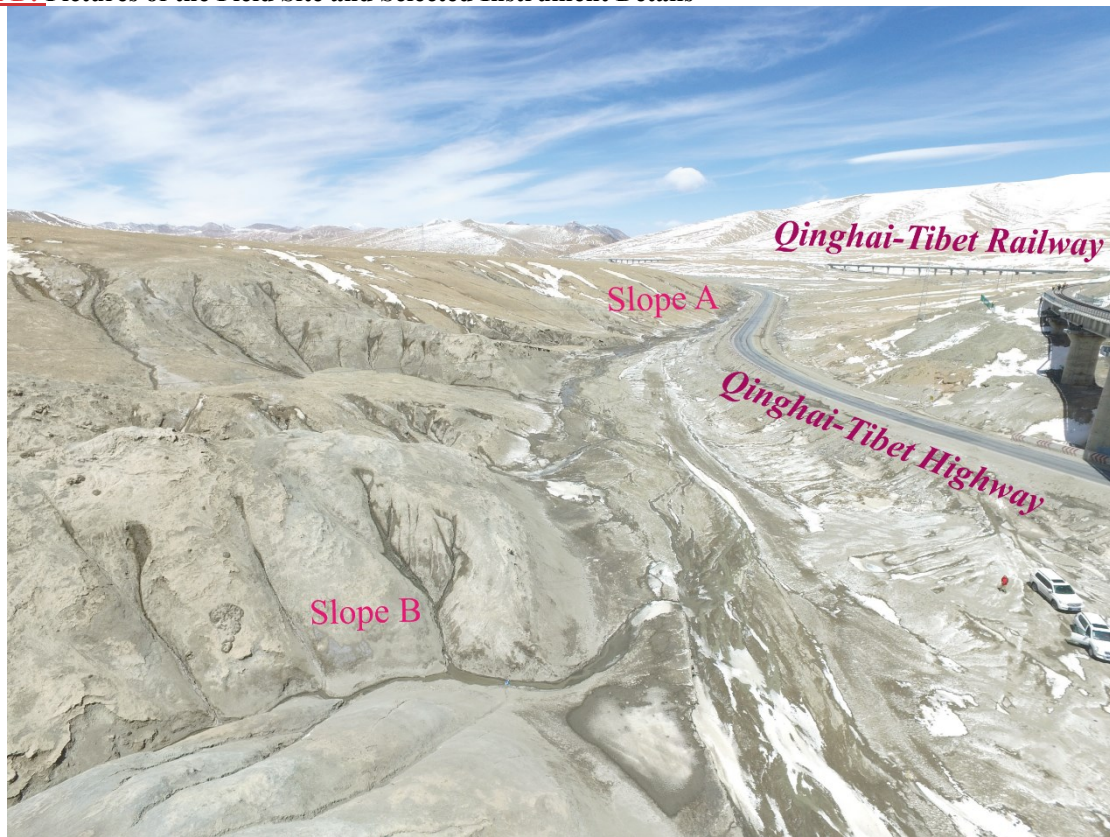 Pictures of the Field Site and Selected Instrument Details
Qinghai-Tibet Railway
Slope A
Qinghai-Tibet Highway
Slope B